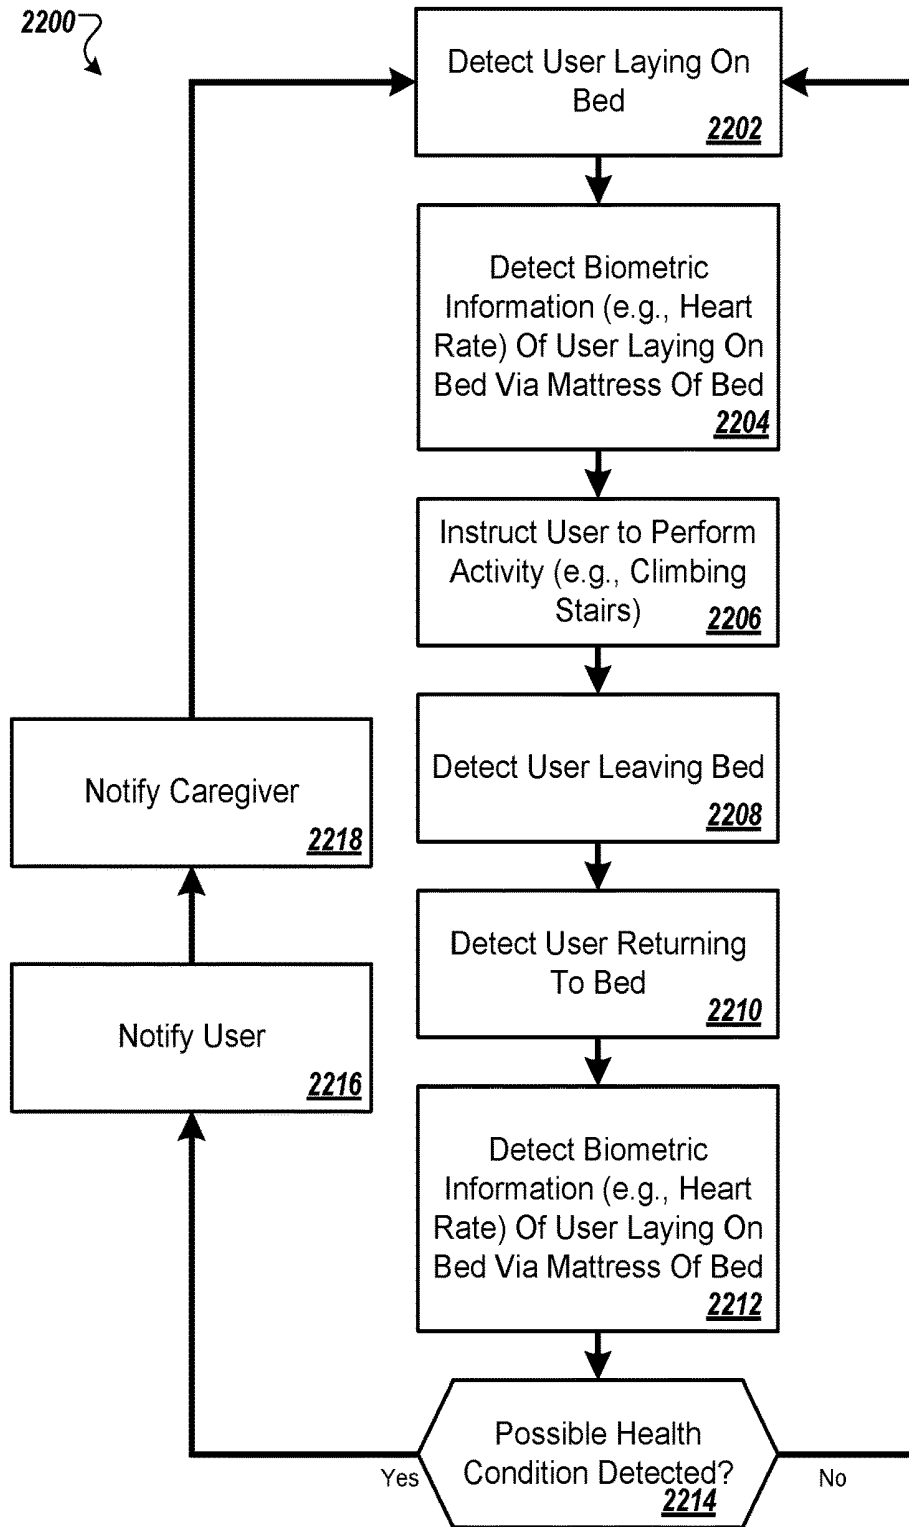 2200
Detect User Laying On
Bed
2202
Detect Biometric
Information (e.g., Heart
Rate) Of User Laying On
Bed Via Mattress Of Bed
2204
Instruct User to Perform
Activity (e.g., Climbing
Stairs)
2206
Detect User Leaving Bed
2208
Detect User Returning
To Bed
2210
Detect Biometric
Information (e.g., Heart
Rate) Of User Laying On
Bed Via Mattress Of Bed
2212
Possible Health
Condition Detected?
2214
Yes
No
Notify User
2216
Notify Caregiver
2218